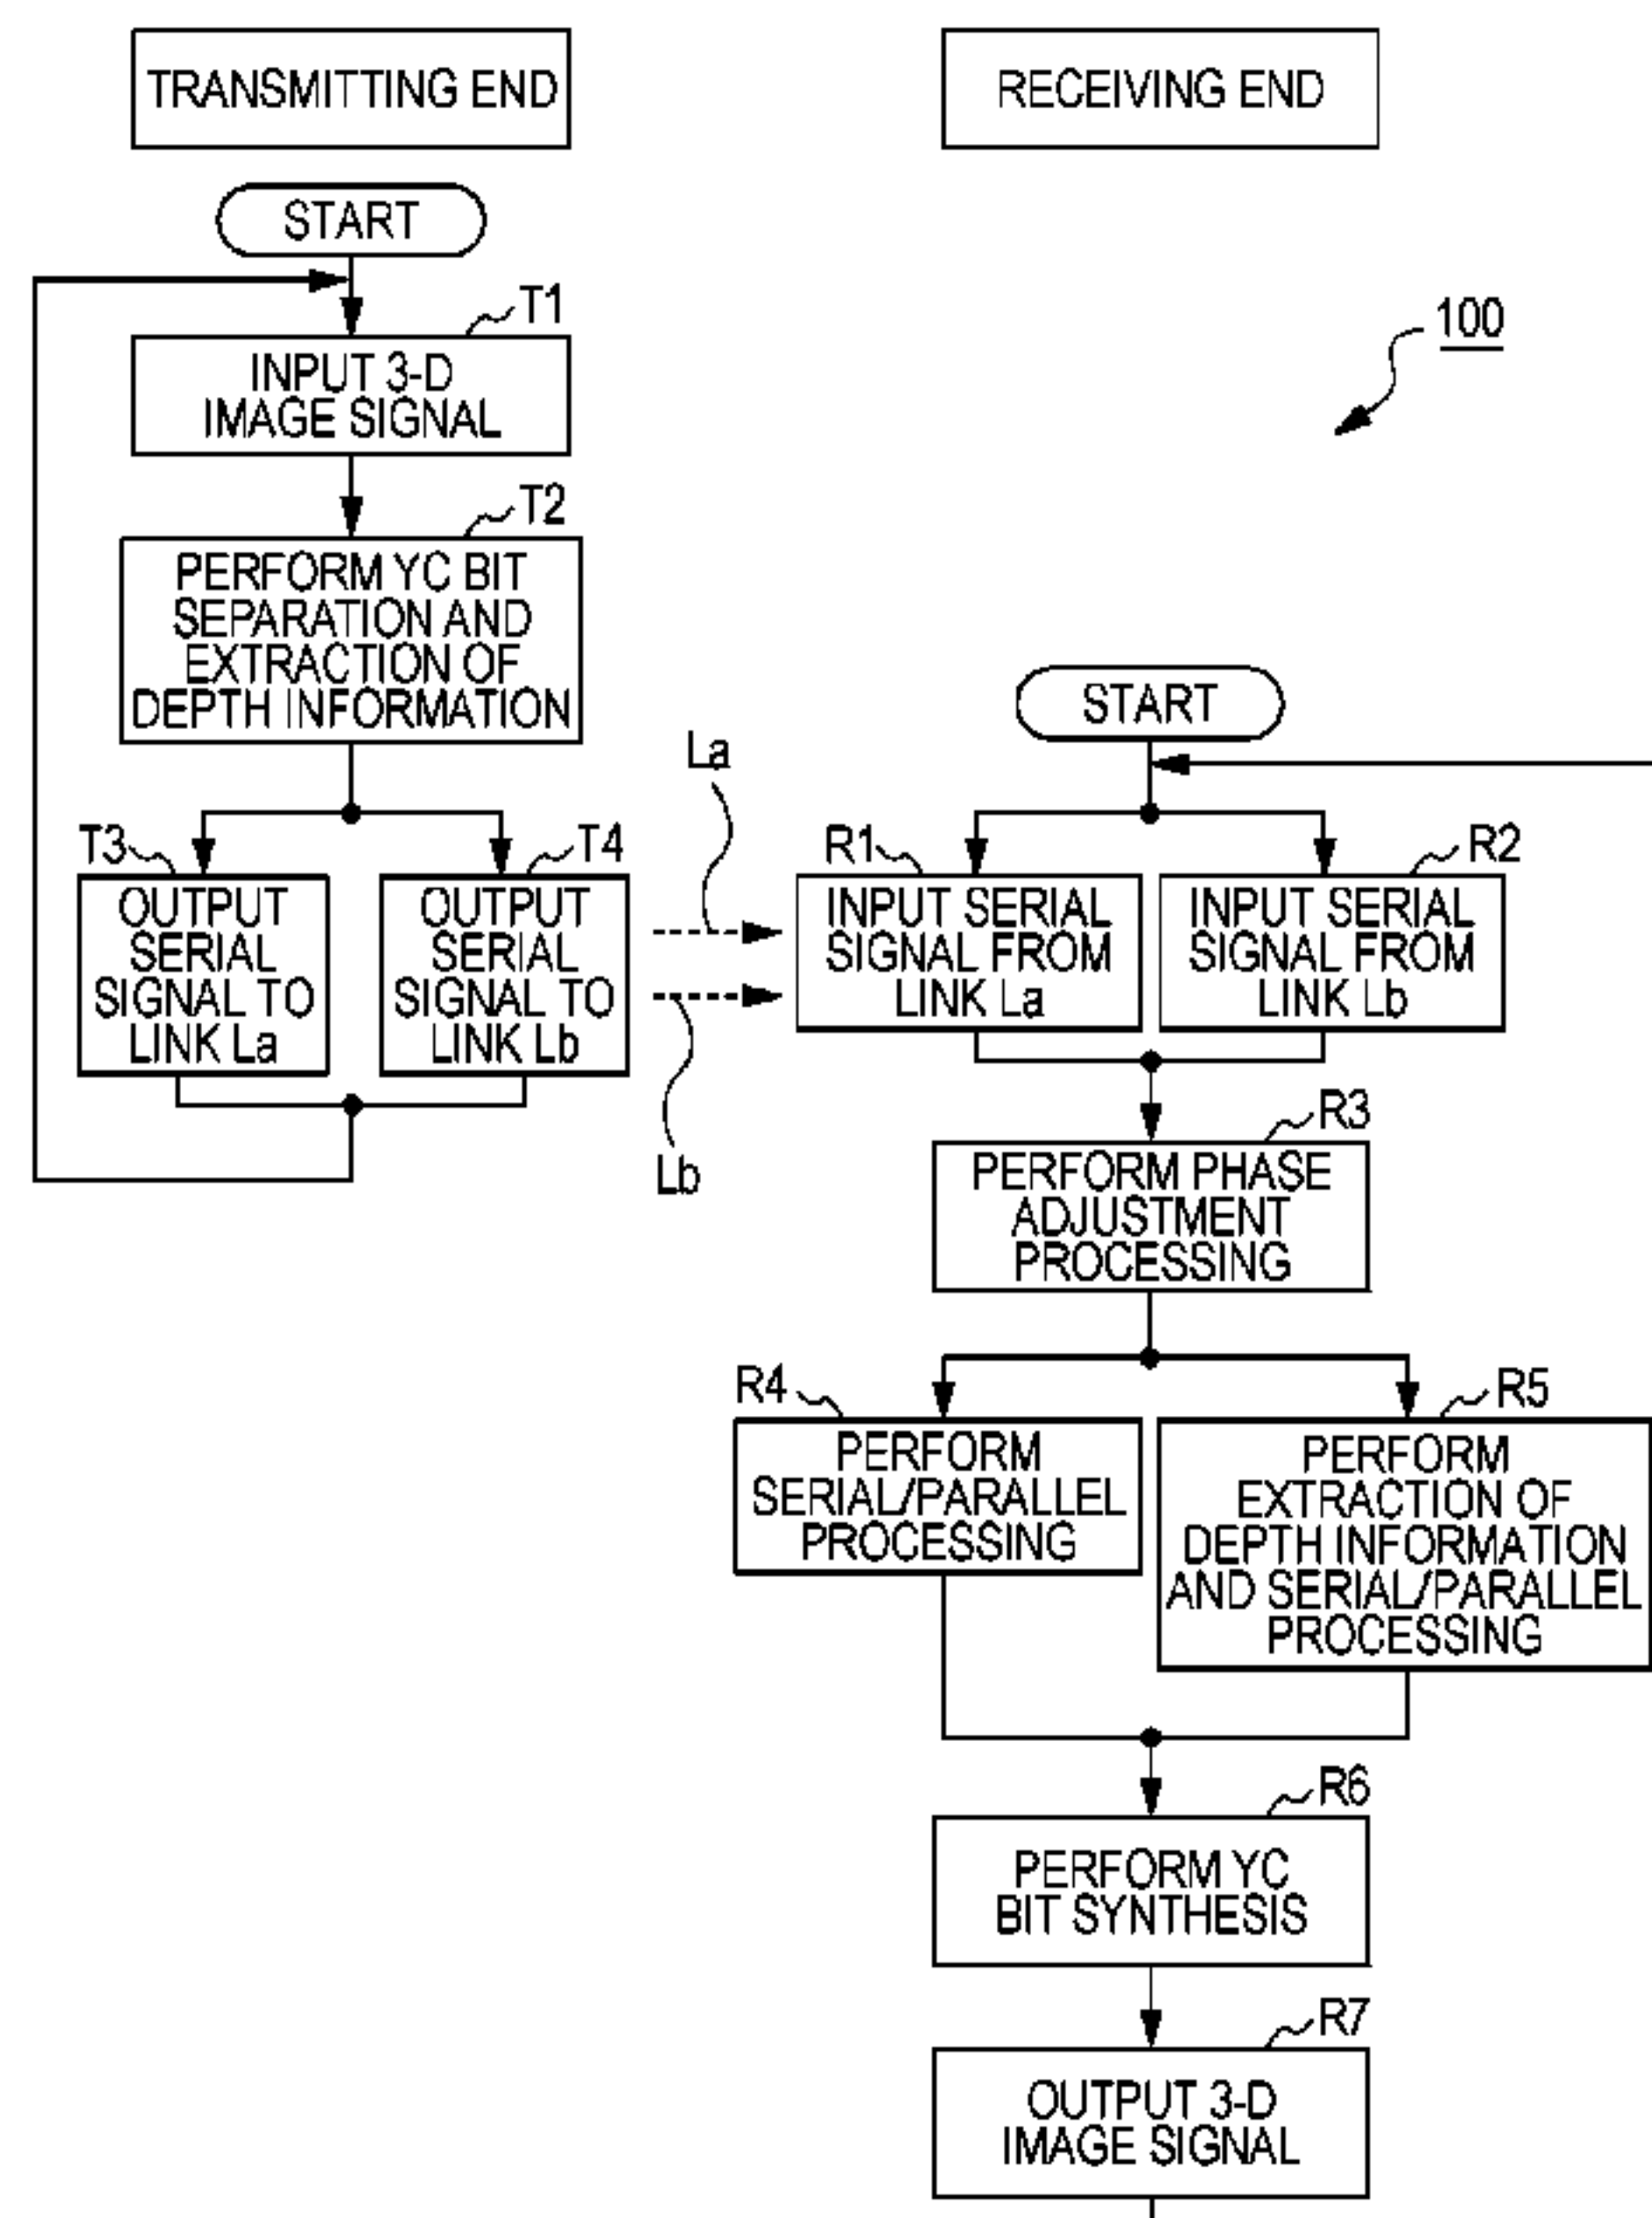 TRANSMITTING END
START
T1
INPUT 3-D
IMAGE SIGNAL
T2
PERFORM YC BIT
SEPARATION AND
EXTRACTION OF
DEPTH INFORMATION
T3
OUTPUT
SERIAL
SIGNAL TO
LINK La
T4
OUTPUT
SERIAL
SIGNAL TO
LINK Lb
La
Lb
RECEIVING END
100
START
R1
INPUT SERIAL
SIGNAL FROM
LINK La
R2
INPUT SERIAL
SIGNAL FROM
LINK Lb
R3
PERFORM PHASE
ADJUSTMENT
PROCESSING
R4
PERFORM
SERIAL/PARALLEL
PROCESSING
R5
PERFORM
EXTRACTION OF
DEPTH INFORMATION
AND SERIAL/PARALLEL
PROCESSING
R6
PERFORM YC
BIT SYNTHESIS
R7
OUTPUT 3-D
IMAGE SIGNAL